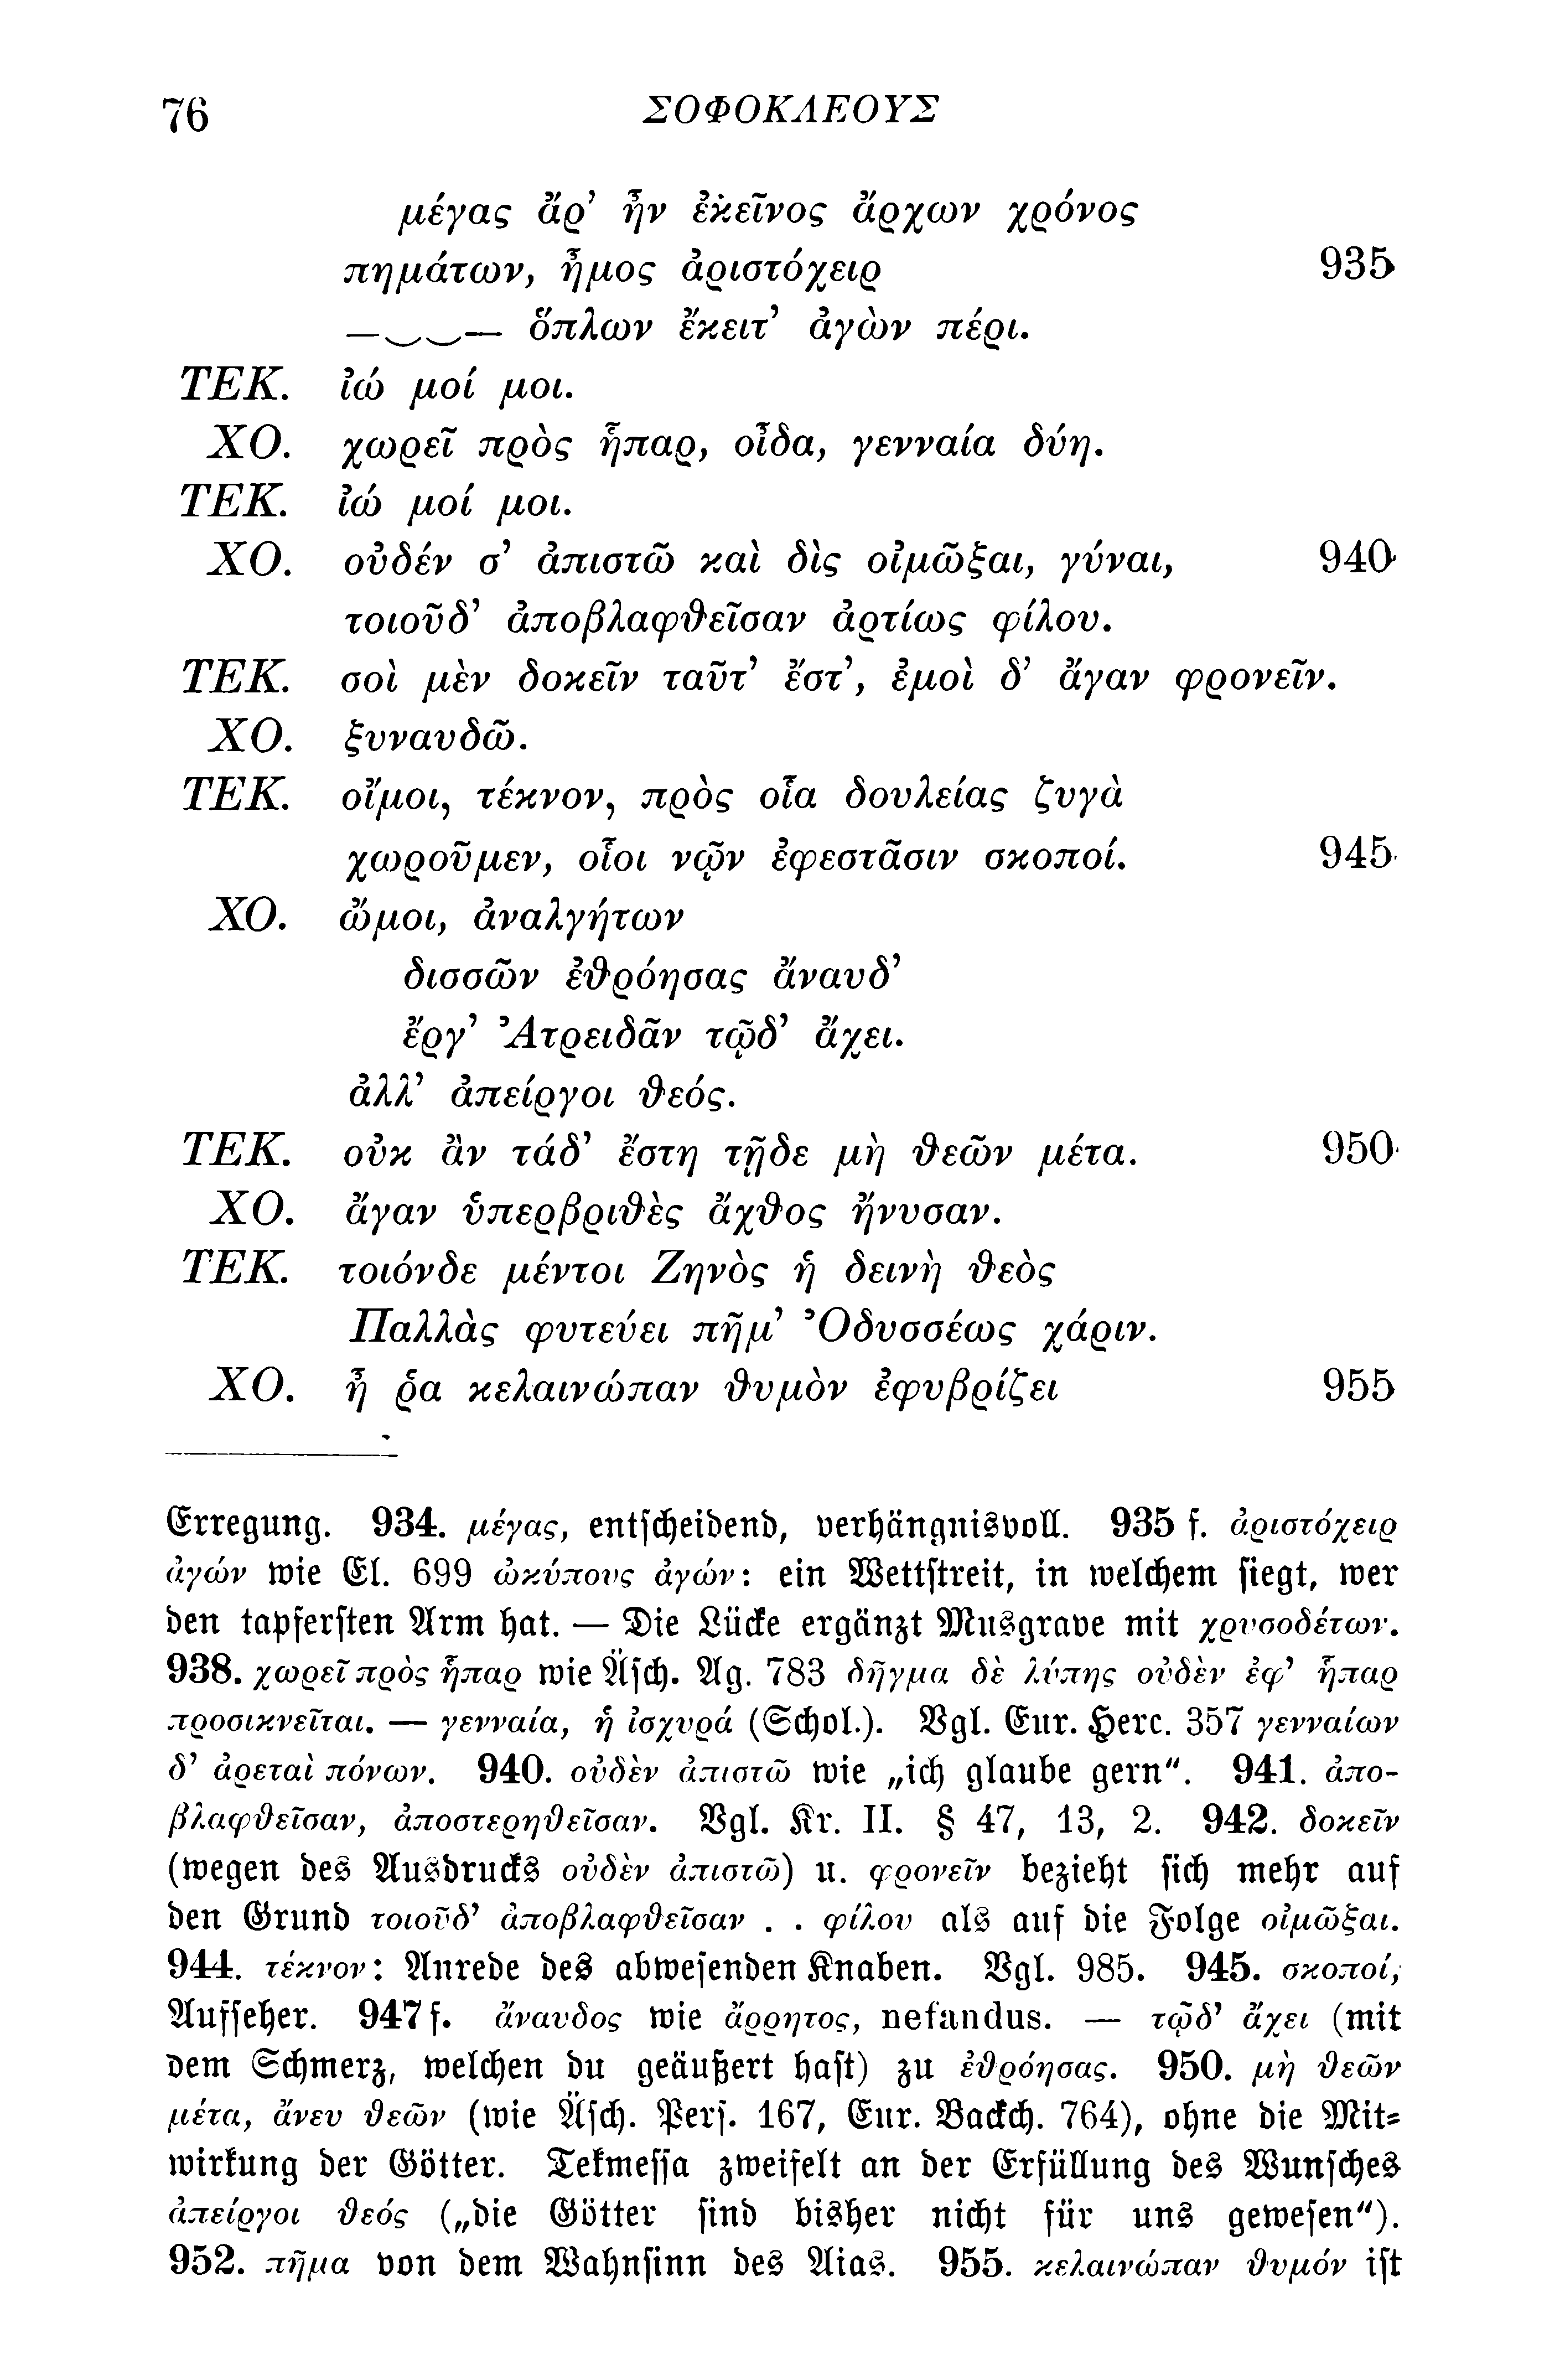 76 ΣΟΦΟΚΛΕΟΥΣ
μέγας ἄρ’ ἦν ἐκεῖνος ἄρχων χρόνος
πημάτων, ἦμος ἀριστόχειρ 935
—⏑⏑— ὅπλων ἔκειτ’ ἀγὼν πέρι.
ΤΕΚ. ἰώ μοί μοι.
ΧΟ. χωρεῖ πρὸς ἧπαρ, οἶδα, γενναία δύη.
ΤΕΚ. ἰώ μοί μοι.
ΧΟ. οὐδέν σ’ ἀπιστῶ καὶ δὶς οἰμῶξαι, γύναι, 940
τοιοῦδ’ ἀποβλαφθεῖσαν ἀρτίως φίλου.
ΤΕΚ. σοὶ μὲν δοκεῖν ταῦτ’ ἔστ’, ἐμοὶ δ’ ἄγαν φρονεῖν.
ΧΟ. ξυναυδῶ.
ΤΕΚ. οἴμοι, τέκνον, πρὸς οἷα δουλείας ζυγὰ
χωροῦμεν, οἷοι νῷν ἐφεστᾶσιν σκοποί. 945
ΧΟ. ὤμοι, ἀναλγήτων
δισσῶν ἐθρόησας ἄναυδ’
ἔργ’ Ἀτρειδᾶν τῷδ’ ἄχει.
ἀλλ’ ἀπείργοι θεός.
ΤΕΚ. οὐκ ἂν τάδ’ ἔστη τῇδε μὴ θεῶν μέτα. 950
ΧΟ. ἄγαν ὑπερβριθὲς ἄχθος ἤνυσαν.
ΤΕΚ. τοιόνδε μέντοι Ζηνὸς ἡ δεινὴ θεὸς
Παλλὰς φυτεύει πῆμ’ Ὀδυσσέως χάριν.
ΧΟ. ἦ ῥα κελαινώπαν θυμὸν ἐφυβρίζει 955
Erregung. 934. μέγας, entſcheidend, verhängnisvoll. 935 f. ἀριστόχειρ
ἀγών wie El. 699 ὠκύπους ἀγών: ein Wettſtreit, in welchem ſiegt, wer
den tapferſten Arm hat. — Die Lücke ergänzt Musgrave mit χρυσοδέτων.
938. χωρεῖ πρὸς ἧπαρ wie Äſch. Ag. 783 δῆγμα δὲ λύπης οὐδὲν ἐφ’ ἧπαρ
προσικνεῖται. — γενναία, ἡ ἰσχυρά (Schol.). Vgl. Eur. Herc. 357 γενναίων
δ’ ἀρεταὶ πόνων. 940. οὐδὲν ἀπιστῶ wie „ich glaube gern". 941. ἀπο-
βλαφθεῖσαν, ἀποστερηθεῖσαν. Vgl. Kr. II. § 47, 13, 2. 942. δοκεῖν
(wegen des Ausdrucks οὐδὲν ἀπιστῶ) u. φρονεῖν bezieht ſich mehr auf
den Grund τοιοῦδ’ ἀποβλαφθεῖσαν . . φίλου als auf die Folge οἰμῶξαι.
944. τέκνον: Anrede des abweſenden Knaben. Vgl. 985. 945. σκοποί,
Aufſeher. 947 f. ἄναυδος wie ἄρρητος, nefandus. — τῷδ’ ἄχει (mit
dem Schmerz, welchen du geäußert haſt) zu ἐθρόησας. 950. μὴ θεῶν
μέτα, ἄνευ θεῶν (wie Äſch. Perſ. 167, Eur. Backch. 764), ohne die Mit-
wirkung der Götter. Tekmeſſa zweifelt an der Erfüllung des Wunſches
ἀπείργοι θεός („die Götter ſind bisher nicht für uns geweſen").
952. πῆμα von dem Wahnſinn des Aias. 955. κελαινώπαν θυμόν iſt